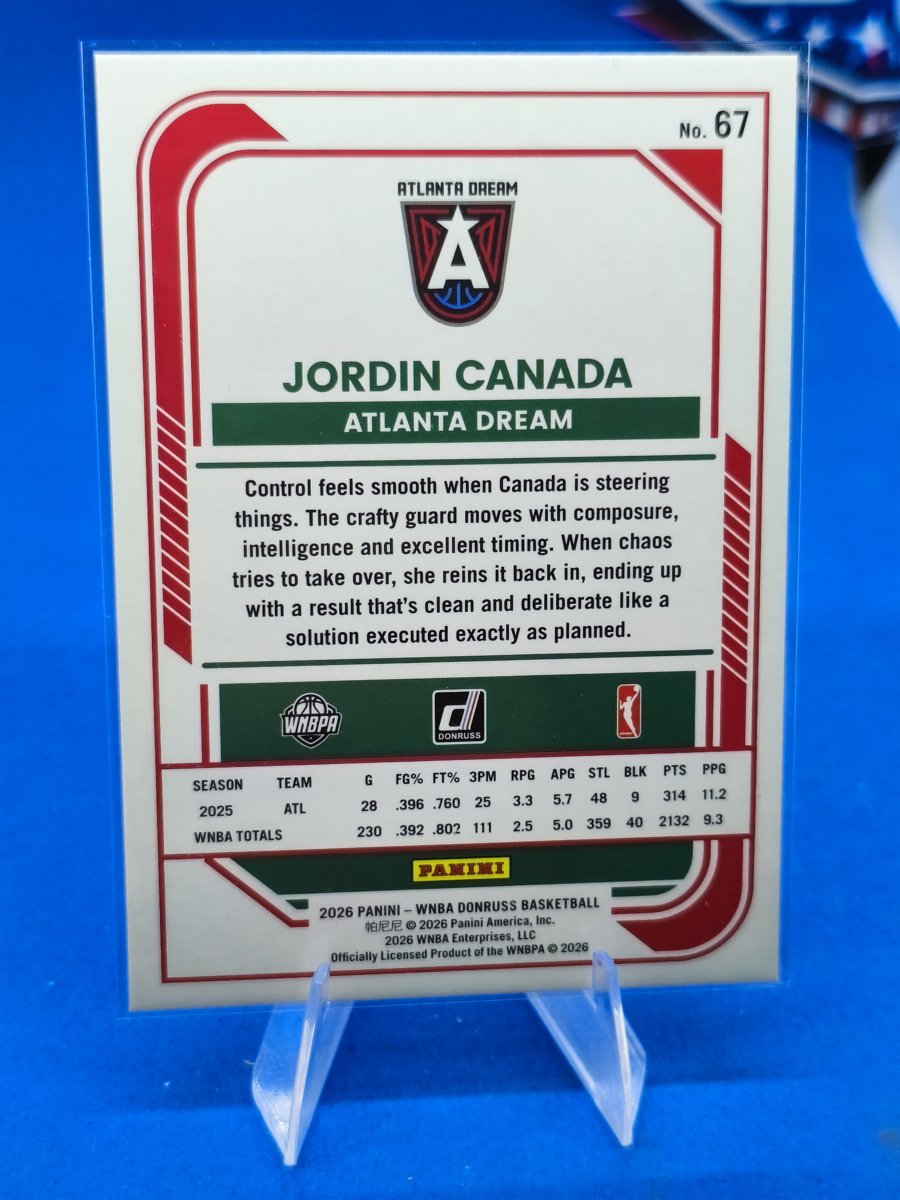 No. 67
ATLANTA DREAM
A
JORDIN CANADA
ATLANTA DREAM
Control feels smooth when Canada is steering
things. The crafty guard moves with composure,
intelligence and excellent timing. When chaos
tries to take over, she reins it back in, ending up
with a result that's clean and deliberate like a
solution executed exactly as planned.
WNBPA
d
DONRUSS
SEASON TEAM G FG% FT% 3PM RPG APG STL BLK PTS PPG
2025 ATL 28 .396 .760 25 3.3 5.7 48 9 314 11.2
WNBA TOTALS 230 .392 .802 111 2.5 5.0 359 40 2132 9.3
PANINI
2026 PANINI – WNBA DONRUSS BASKETBALL
帕尼尼 © 2026 Panini America, Inc.
2026 WNBA Enterprises, LLC
Officially Licensed Product of the WNBPA © 2026